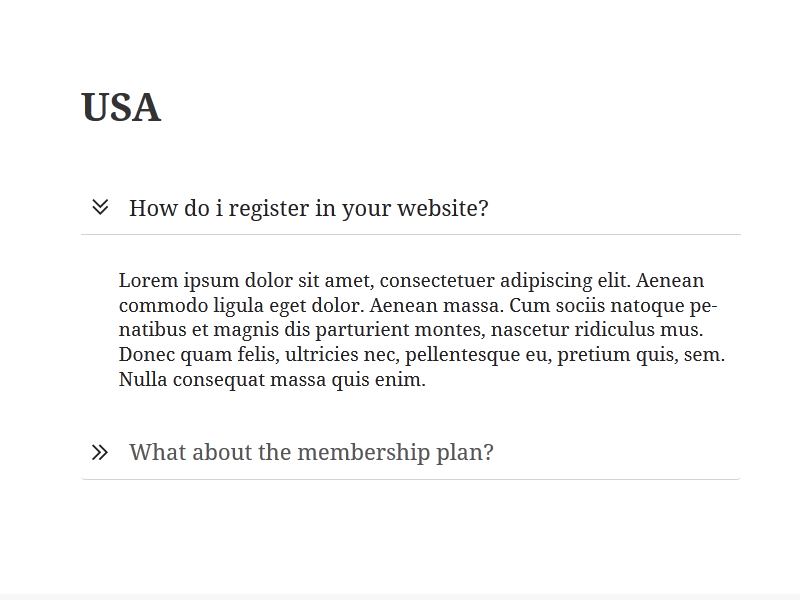 USA
How do i register in your website?
Lorem ipsum dolor sit amet, consectetuer adipiscing elit. Aenean
commodo ligula eget dolor. Aenean massa. Cum sociis natoque pe-
natibus et magnis dis parturient montes, nascetur ridiculus mus.
Donec quam felis, ultricies nec, pellentesque eu, pretium quis, sem.
Nulla consequat massa quis enim.
What about the membership plan?